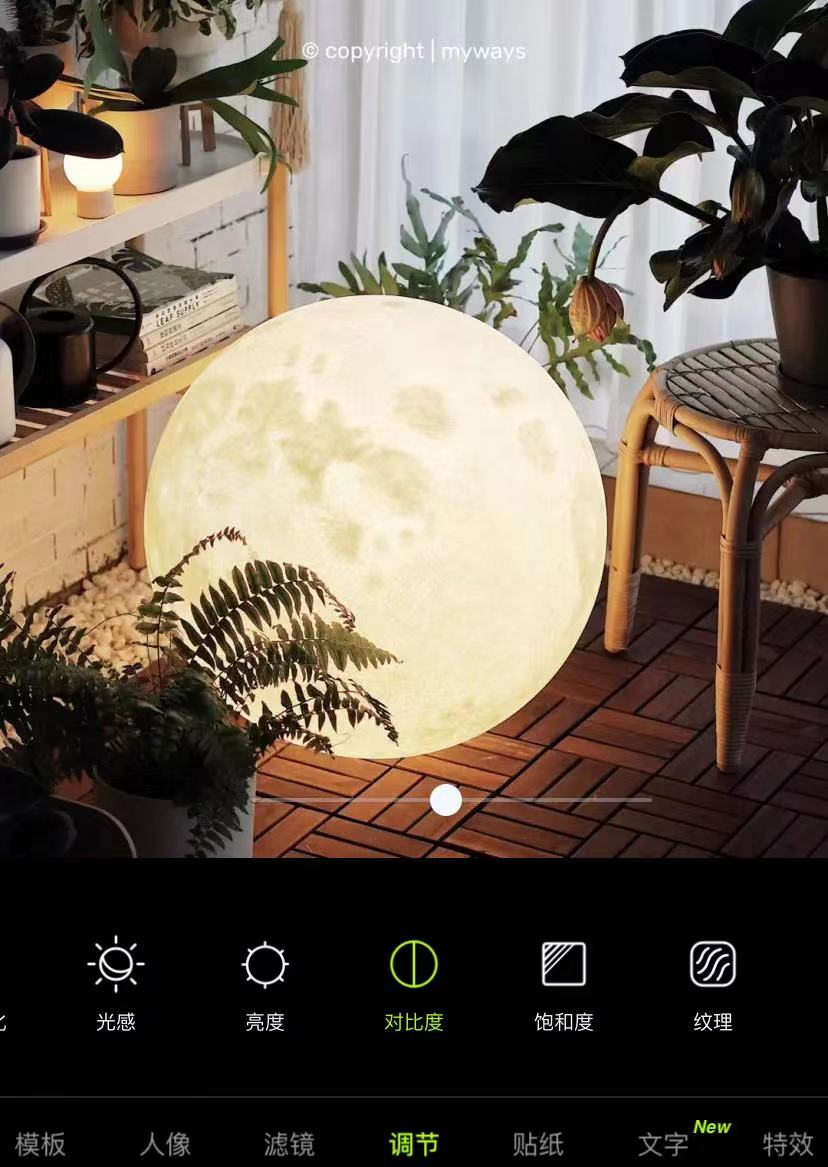 © copyright | myways
LEAF SUPPLY
光感
亮度
对比度
饱和度
纹理
模板
人像
滤镜
调节
贴纸
文字
New
特效